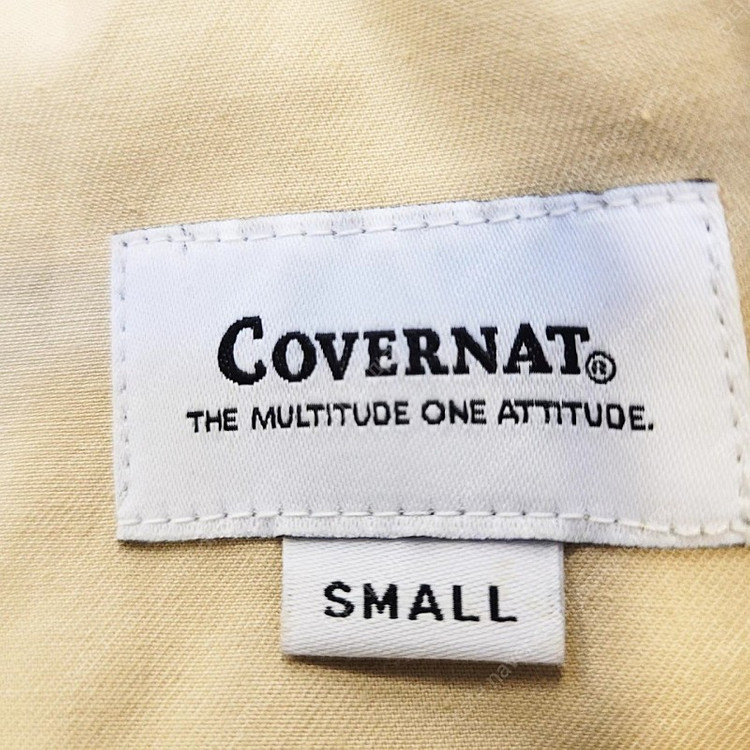 COVERNAT®
THE MULTITUDE ONE ATTITUDE.
SMALL